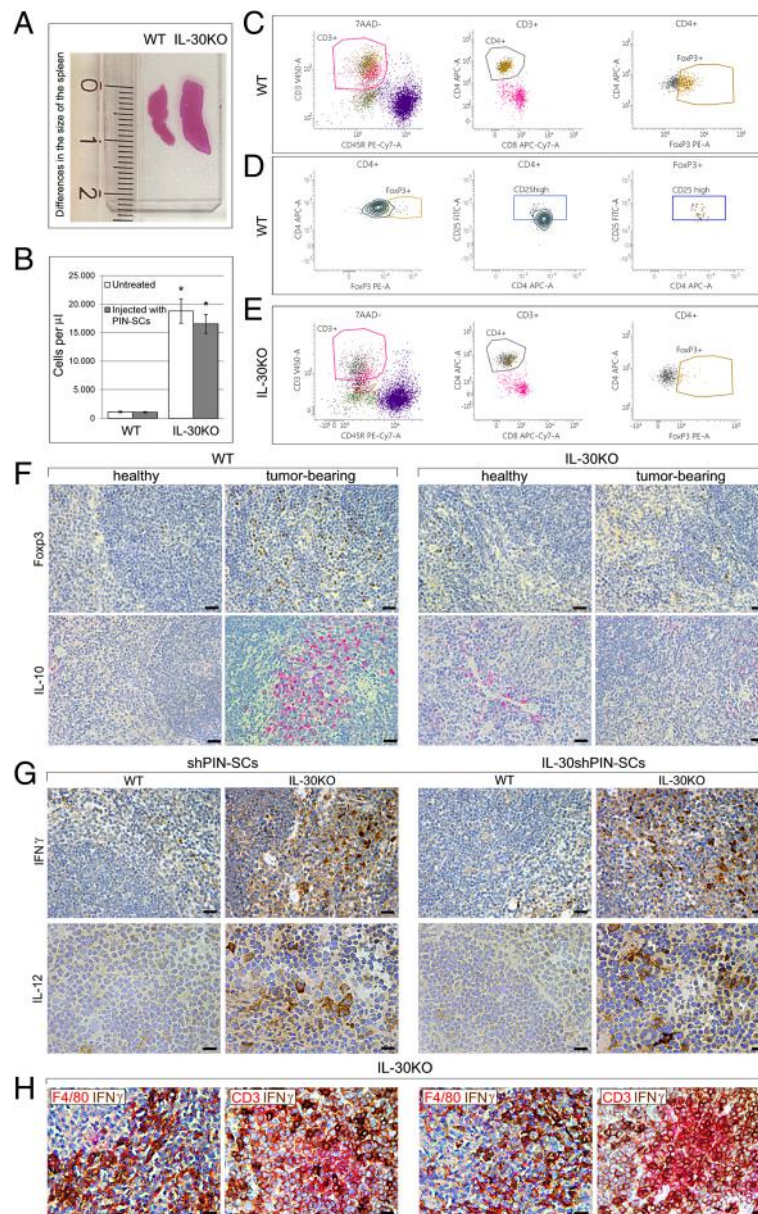 A
WT IL-30KO
Differences in the size of the spleen
0
1
2
B
Untreated
Injected with
PIN-SCs
Cells per µl
25.000
20.000
15.000
10.000
5.000
0
* *
WT IL-30KO
C
WT
7AAD- CD3+ CD4+
CD3+ CD4+ FoxP3+
CD3 V450-A CD4 APC-A CD4 APC-A
CD45R PE-Cy7-A CD8 APC-Cy7-A FoxP3 PE-A
D
WT
CD4+ CD4+ FoxP3+
FoxP3+ CD25high CD25 high
CD4 APC-A CD25 FITC-A CD25 FITC-A
FoxP3 PE-A CD4 APC-A CD4 APC-A
E
IL-30KO
7AAD- CD3+ CD4+
CD3+ CD4+ FoxP3+
CD3 V450-A CD4 APC-A CD4 APC-A
CD45R PE-Cy7-A CD8 APC-Cy7-A FoxP3 PE-A
F
WT IL-30KO
healthy tumor-bearing healthy tumor-bearing
Foxp3
IL-10
G
shPIN-SCs IL-30shPIN-SCs
WT IL-30KO WT IL-30KO
IFNγ
IL-12
H
IL-30KO
F4/80 IFNγ CD3 IFNγ F4/80 IFNγ CD3 IFNγ